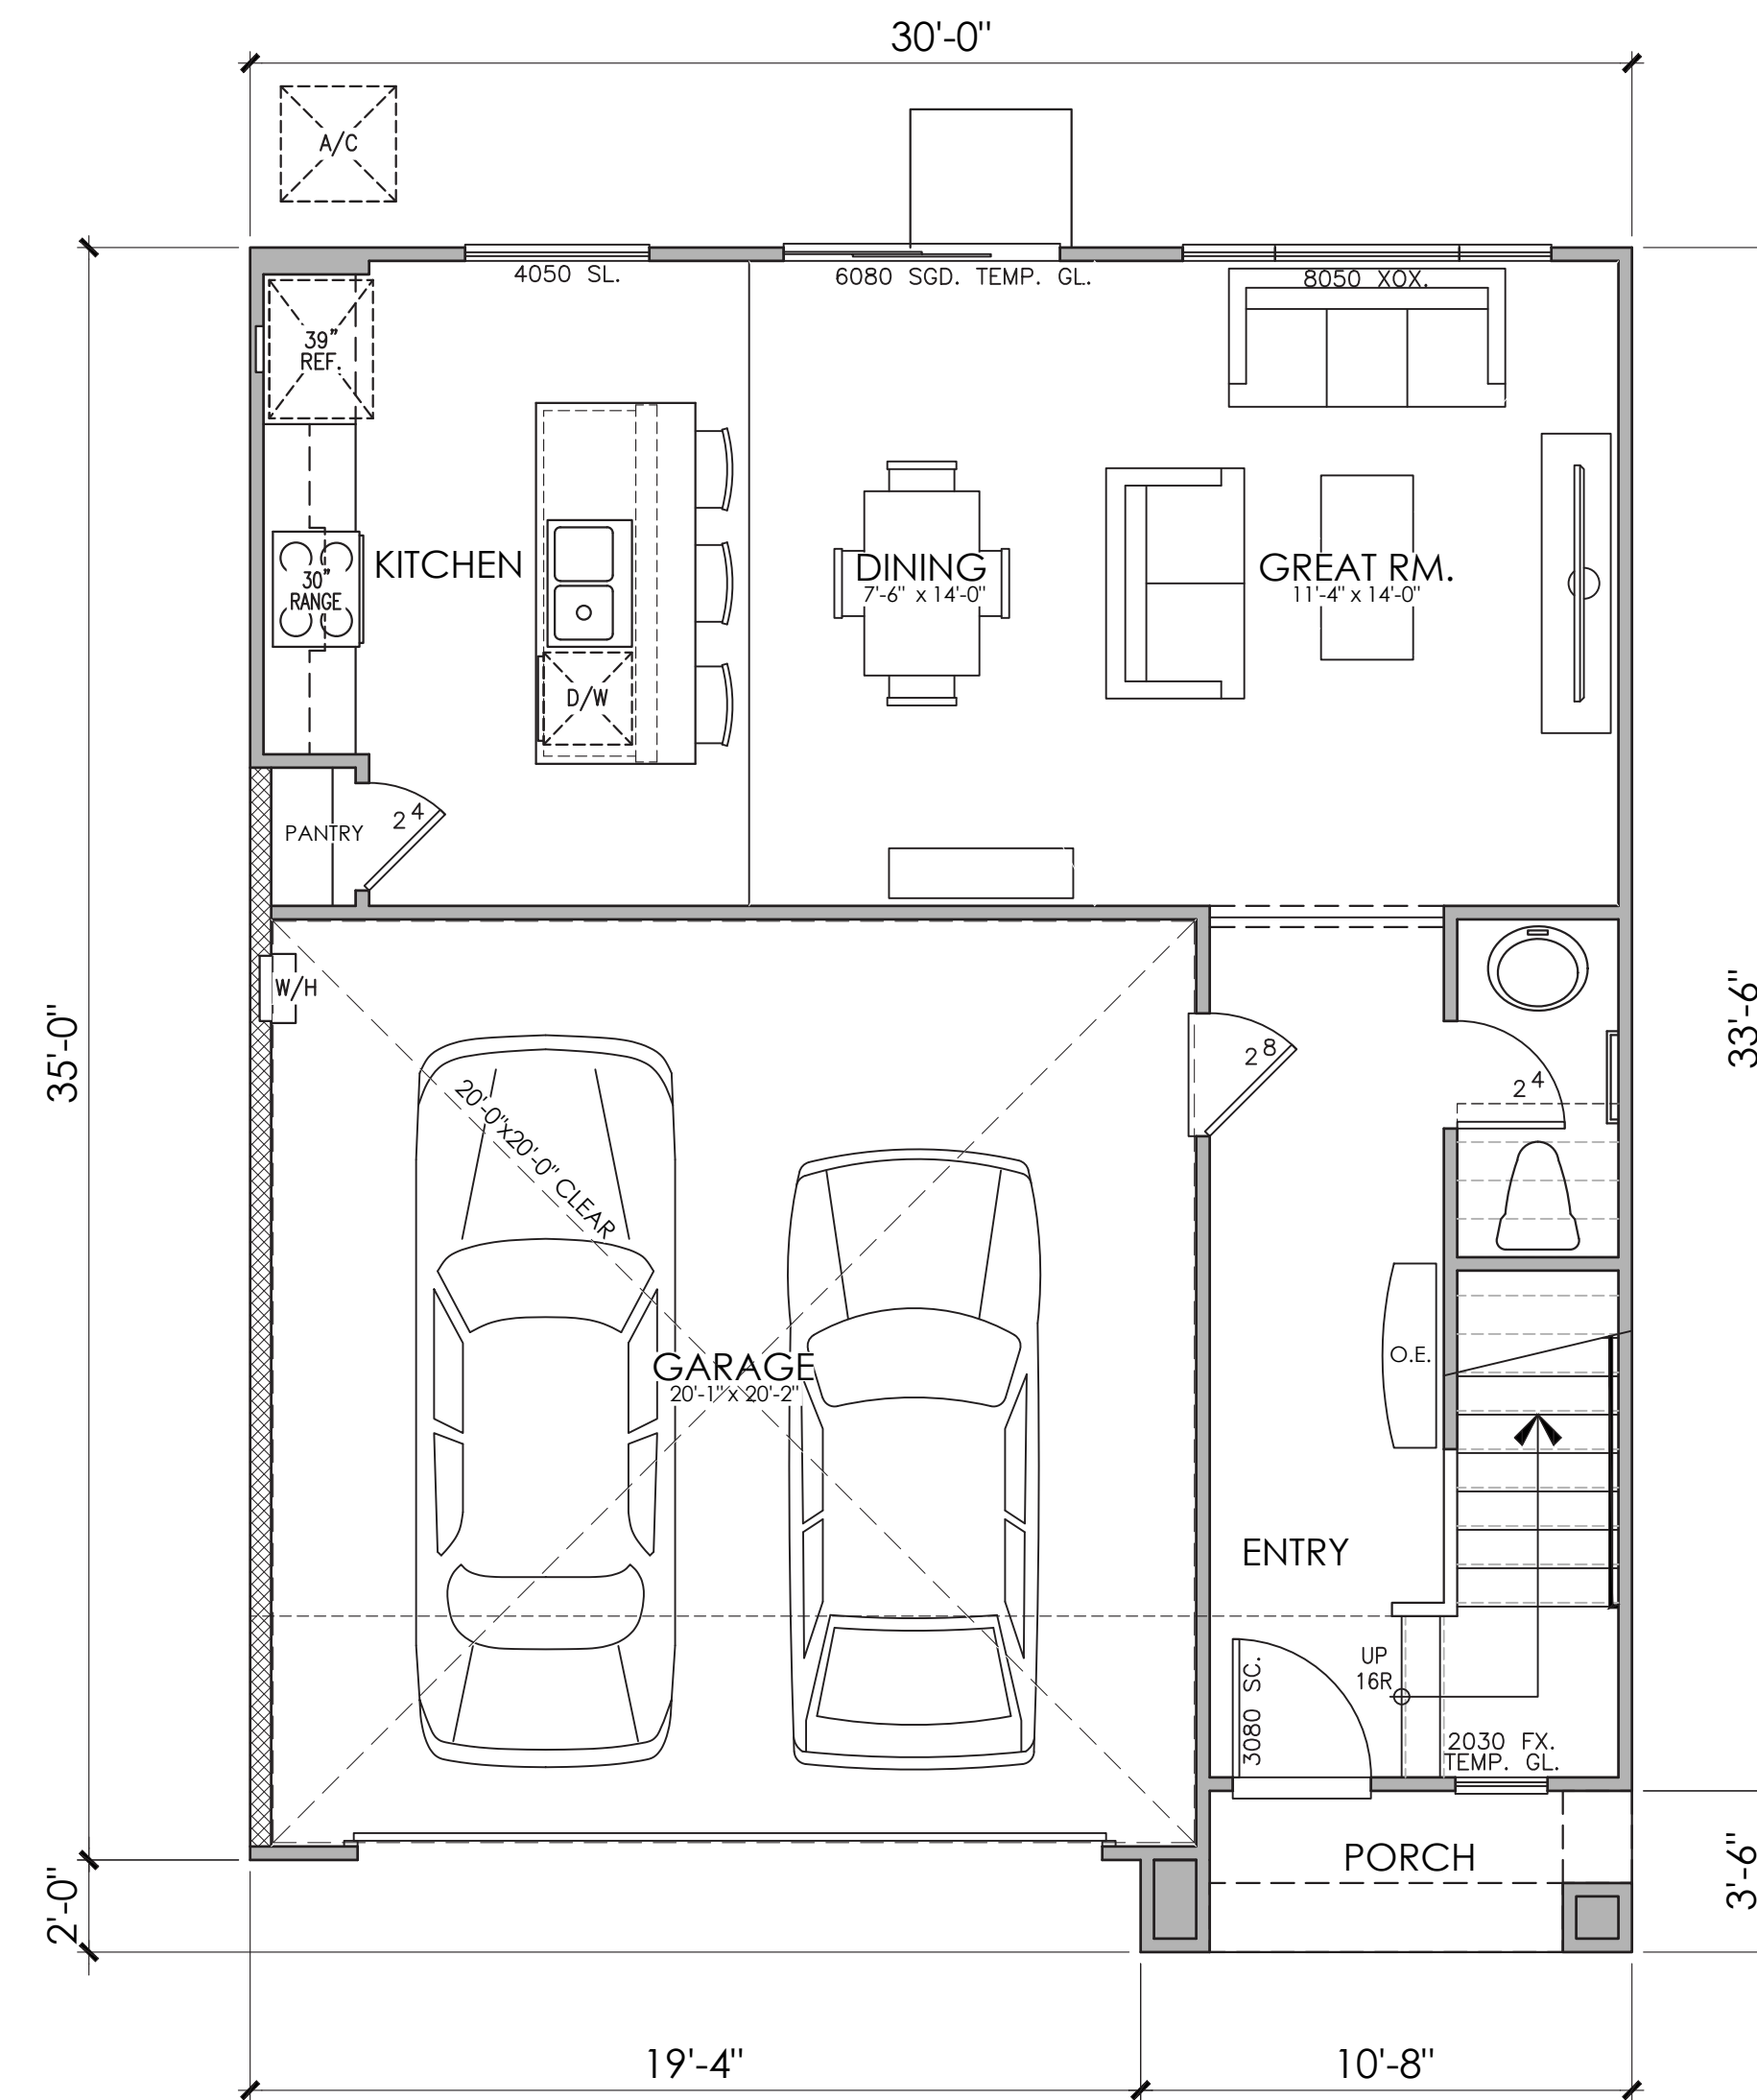 30'-0"
A/C
4050 SL.
6080 SGD. TEMP. GL.
8050 XOX.
39"
REF.
KITCHEN
30"
RANGE
DINING
7'-6" x 14'-0"
GREAT RM.
11'-4" x 14'-0"
D/W
PANTRY
2 4
W/H
2 8
2 4
35'-0"
33'-6"
20'-0"x20'-0" CLEAR
GARAGE
20'-1" x 20'-2"
O.E.
ENTRY
UP
16R
3080 SC.
2030 FX.
TEMP. GL.
PORCH
2'-0"
3'-6"
19'-4"
10'-8"